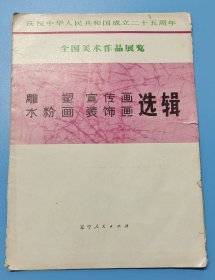 庆祝中华人民共和国成立二十五周年
全国美术作品展览
雕 塑 宣传画
水粉画 装饰画
选辑
辽宁人民出版社